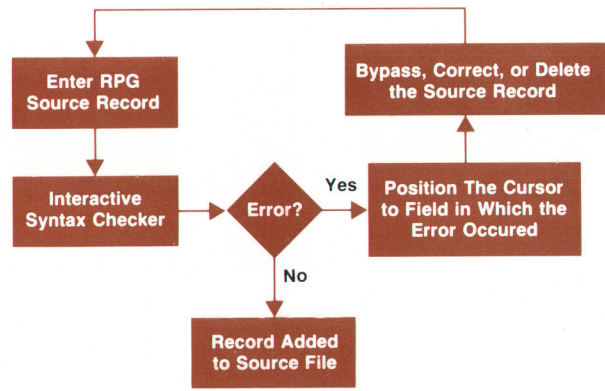 Enter RPG
Source Record
Bypass, Correct, or Delete
the Source Record
Interactive
Syntax Checker
Error?
Yes
Position The Cursor
to Field in Which the
Error Occured
No
Record Added
to Source File